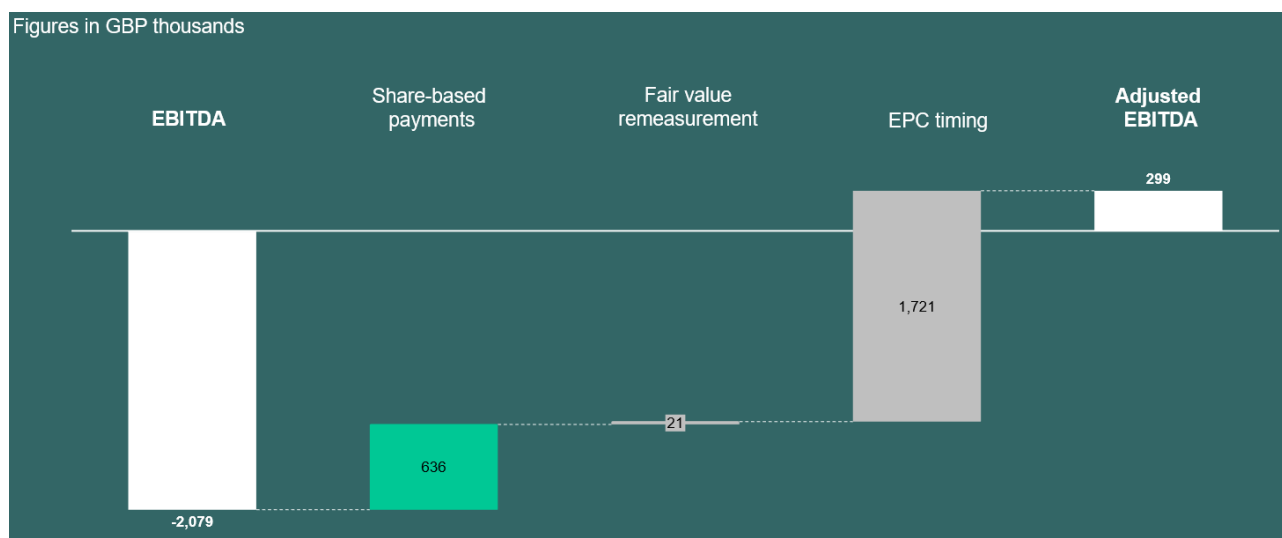 Figures in GBP thousands
EBITDA
Share-based
payments
Fair value
remeasurement
EPC timing
Adjusted
EBITDA
299
1,721
21
636
-2,079